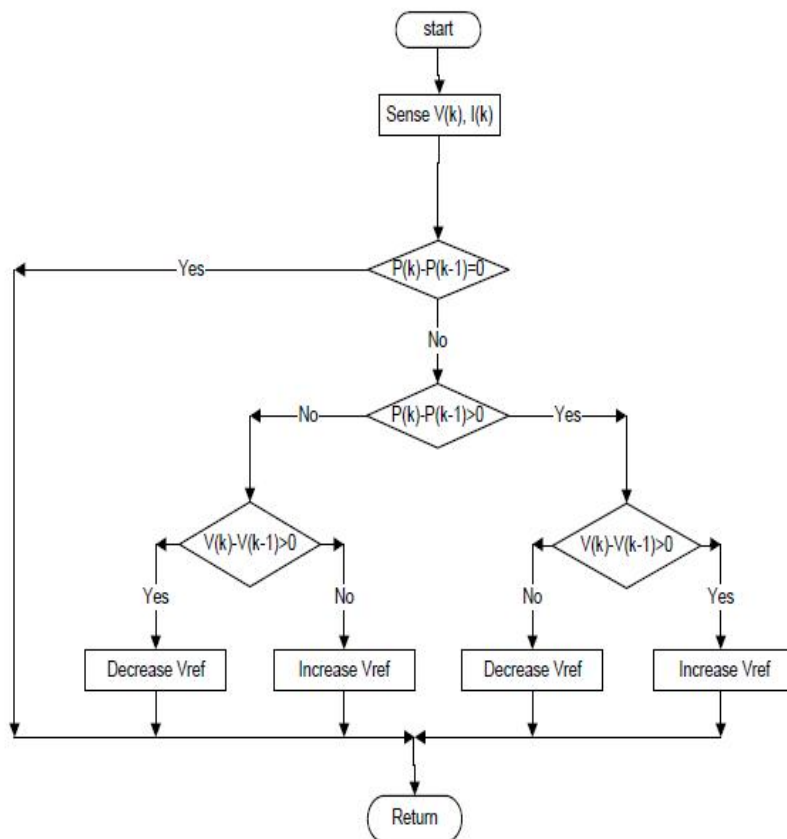 start
Sense V(k), I(k)
P(k)-P(k-1)=0
Yes
No
P(k)-P(k-1)>0
No
Yes
V(k)-V(k-1)>0
V(k)-V(k-1)>0
Yes
No
No
Yes
Decrease Vref
Increase Vref
Decrease Vref
Increase Vref
Return